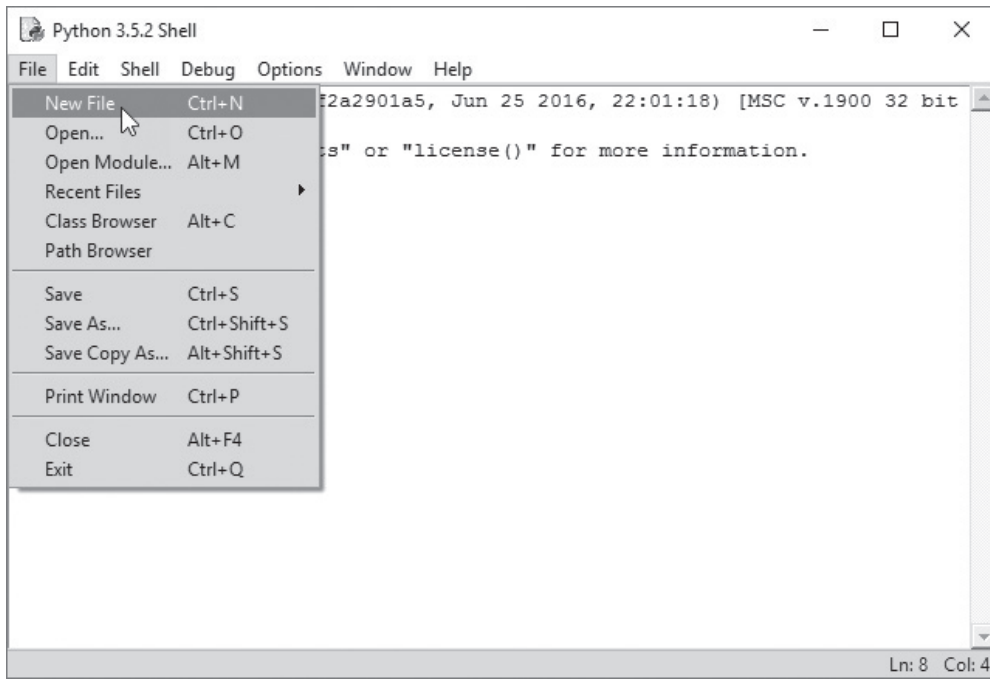 Python 3.5.2 Shell
File Edit Shell Debug Options Window Help
New File Ctrl+N
Open... Ctrl+O
Open Module... Alt+M
Recent Files
Class Browser Alt+C
Path Browser
Save Ctrl+S
Save As... Ctrl+Shift+S
Save Copy As... Alt+Shift+S
Print Window Ctrl+P
Close Alt+F4
Exit Ctrl+Q
f2a2901a5, Jun 25 2016, 22:01:18) [MSC v.1900 32 bit
ts" or "license()" for more information.
Ln: 8 Col: 4